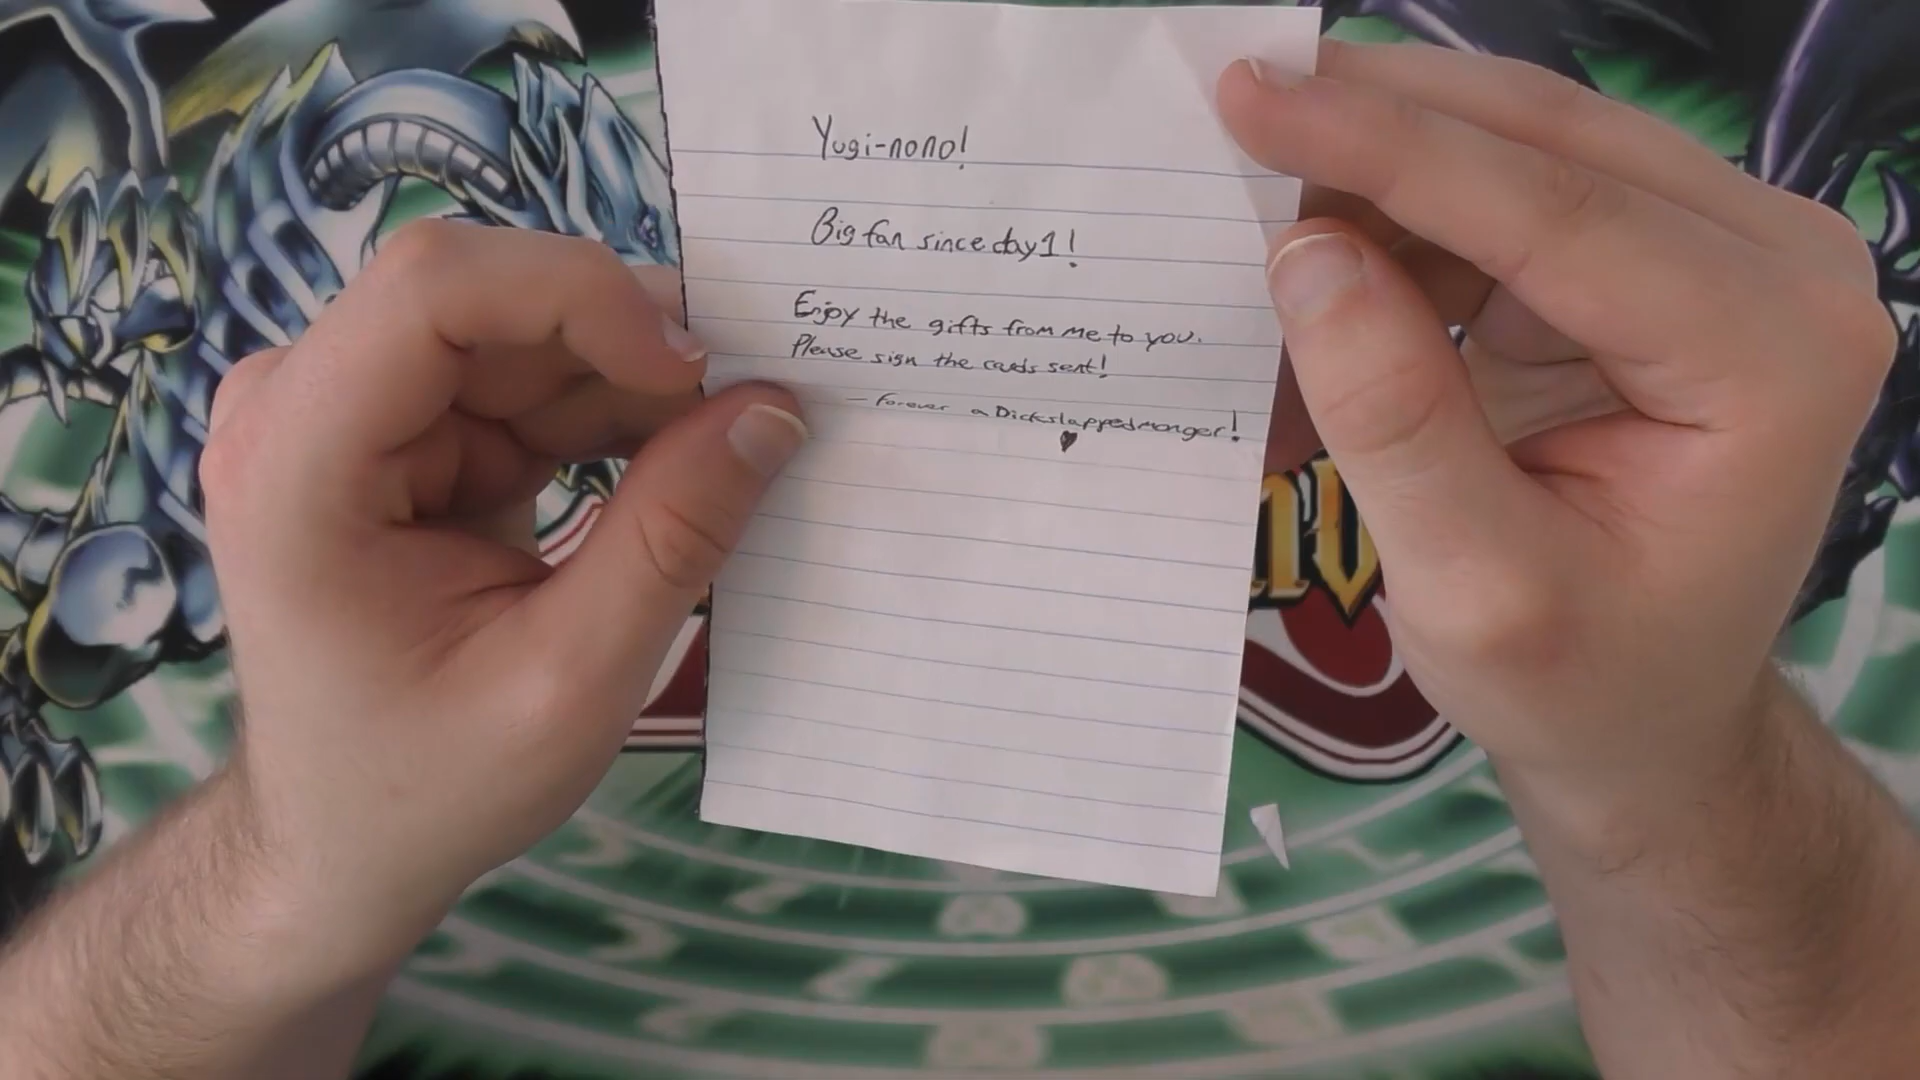 Yugi-nono!
Big fan since day 1!
Enjoy the gifts from me to you.
Please sign the cards sent!
- Forever a Dickslappedmonger!